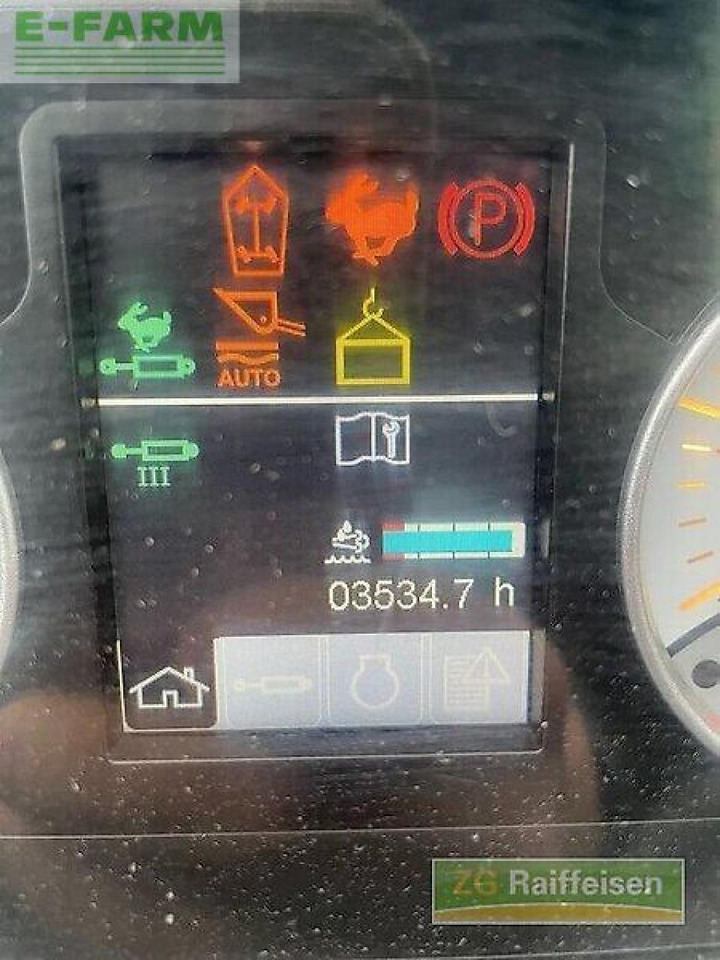 E-FARM
P
AUTO
III
03534.7 h
ZG Raiffeisen